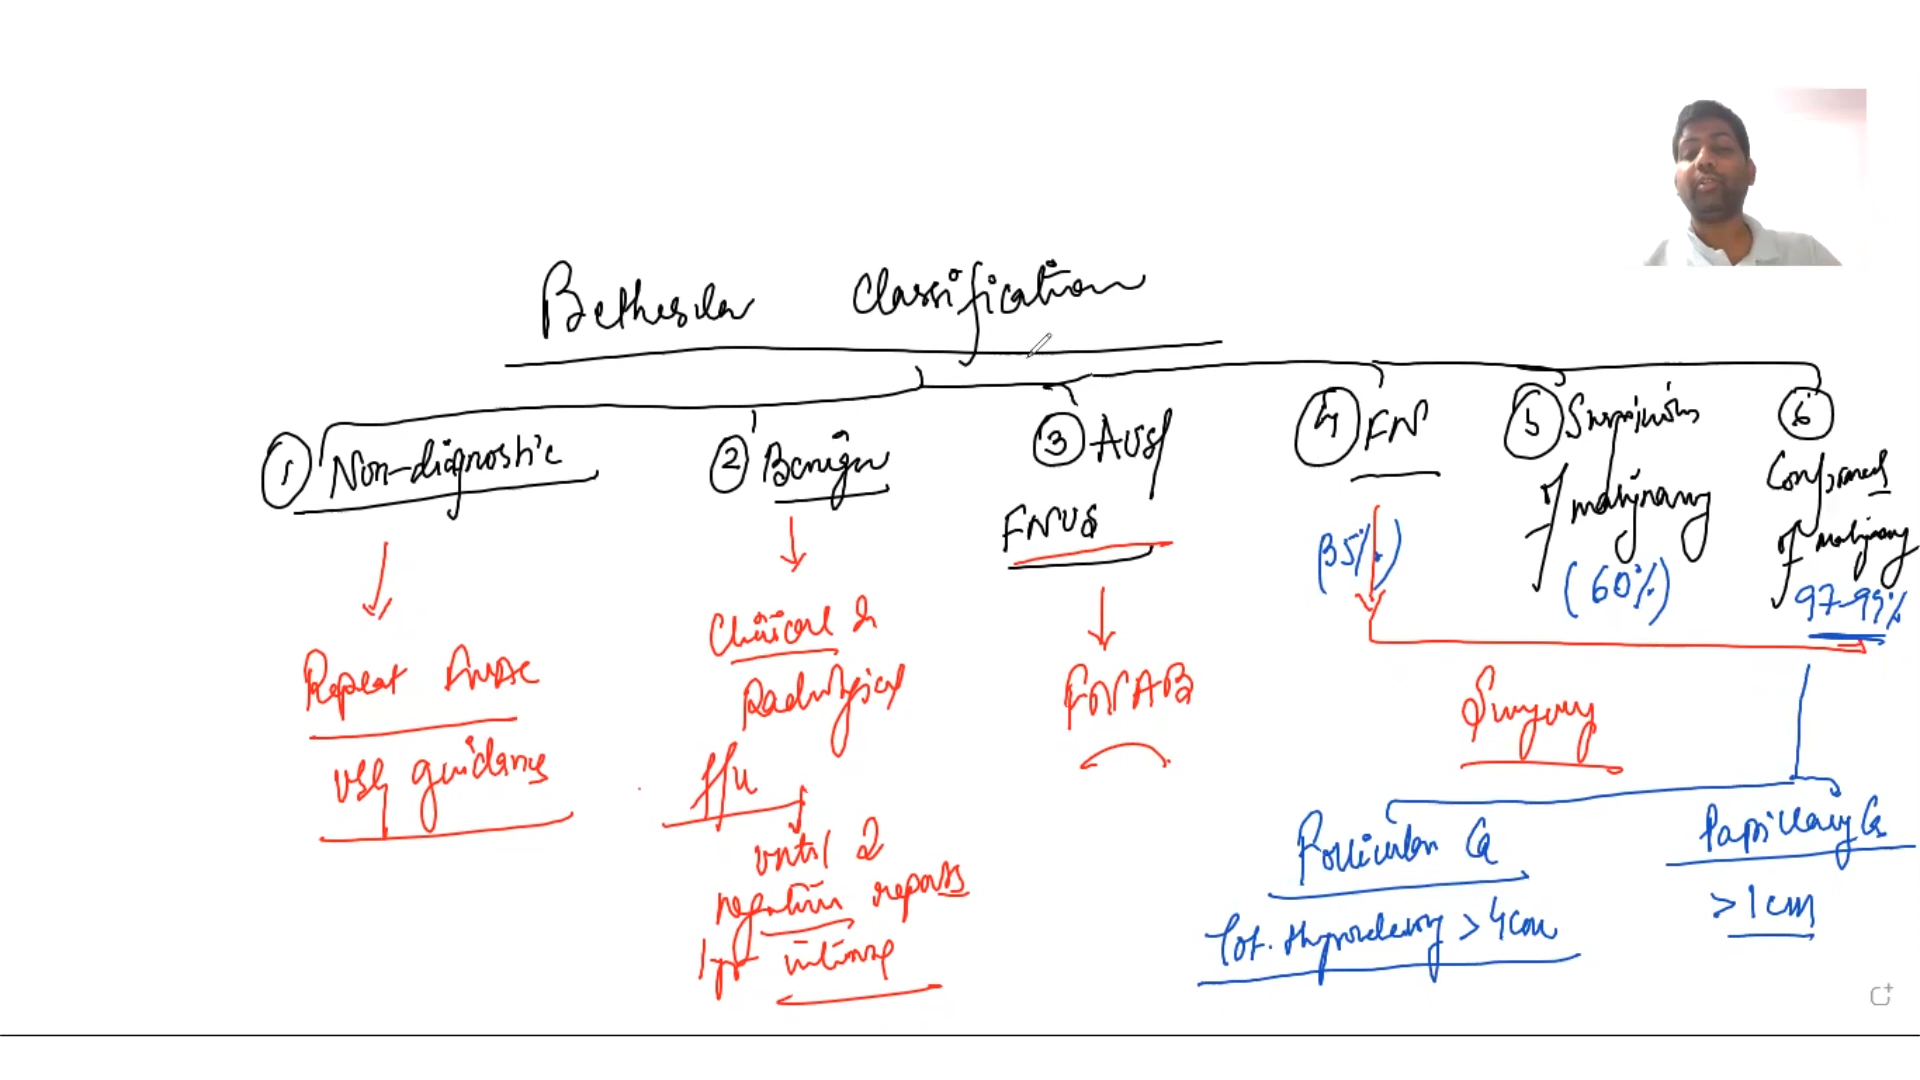 Bethesda Classification
① Non-diagnostic
Repeat FNAC
USG guidance
② Benign
Clinical &
Radiological
f/u
until 2
negative reports
1yr interval
③ AUS/
FNUS
FNAB
④ FN
(35%)
⑤ Suspicious
of malignancy
(60%)
⑥
Confirmed
of malignancy
97-99%
Surgery
Follicular Ca
Tot. thyroidectomy > 4cm
Papillary Ca
> 1cm